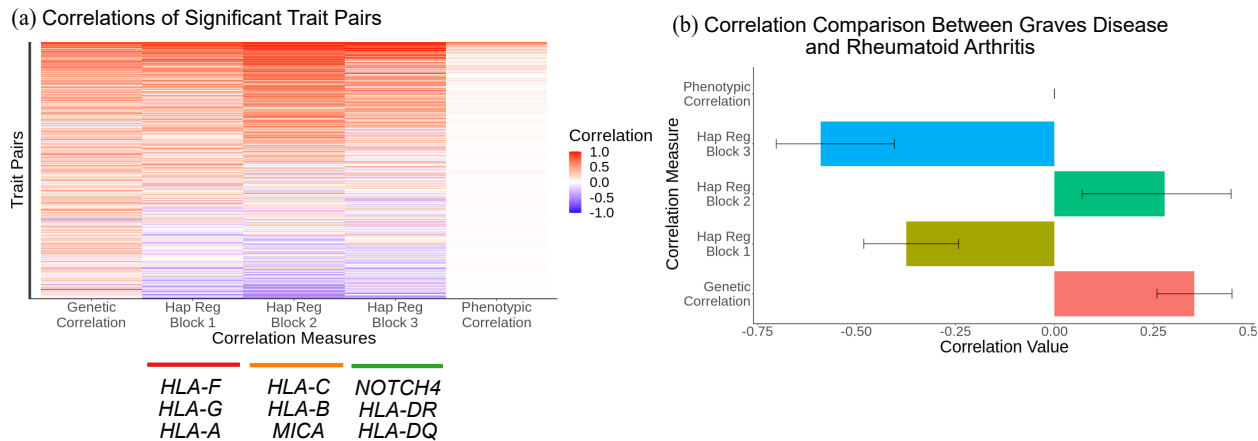 (a) Correlations of Significant Trait Pairs
Trait Pairs
Genetic
Correlation
Hap Reg
Block 1
Hap Reg
Block 2
Hap Reg
Block 3
Phenotypic
Correlation
Correlation Measures
Correlation
1.0
0.5
0.0
-0.5
-1.0
HLA-F
HLA-G
HLA-A
HLA-C
HLA-B
MICA
NOTCH4
HLA-DR
HLA-DQ
(b) Correlation Comparison Between Graves Disease
and Rheumatoid Arthritis
Correlation Measure
Phenotypic
Correlation
Hap Reg
Block 3
Hap Reg
Block 2
Hap Reg
Block 1
Genetic
Correlation
-0.75
-0.50
-0.25
0.00
0.25
0.5
Correlation Value